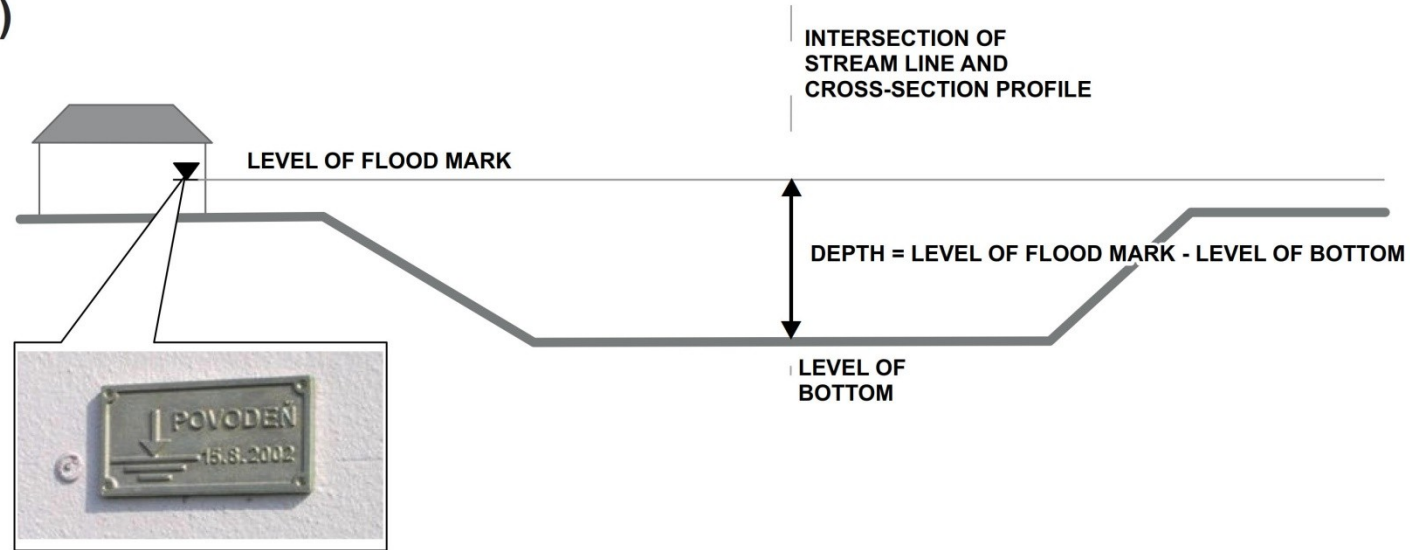 )
INTERSECTION OF
STREAM LINE AND
CROSS-SECTION PROFILE
LEVEL OF FLOOD MARK
DEPTH = LEVEL OF FLOOD MARK - LEVEL OF BOTTOM
LEVEL OF
BOTTOM
POVODEŇ
15.8.2002